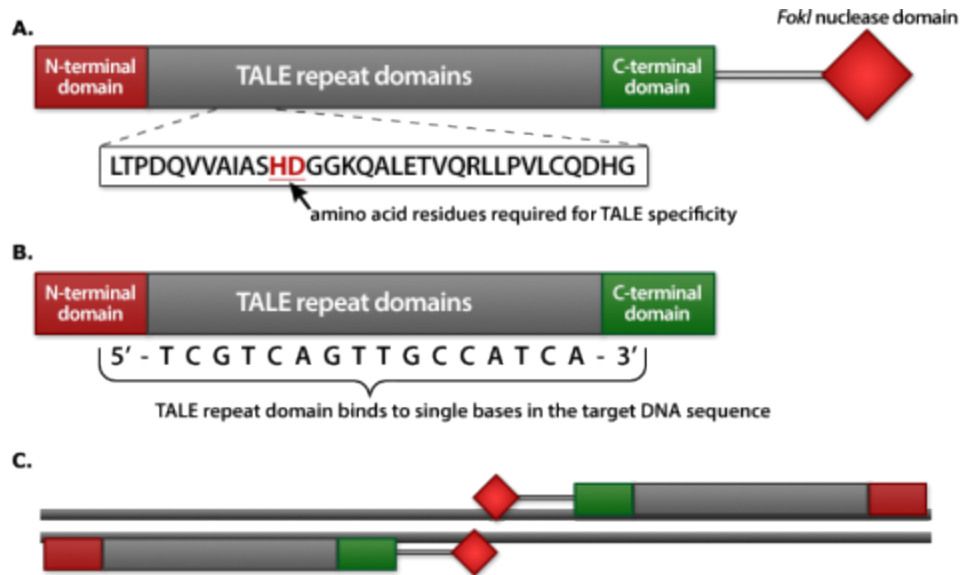 FokI nuclease domain
A.
N-terminal
domain
TALE repeat domains
C-terminal
domain
LTPDQVVAIASHDGGKQALETVQRLLPVLCQDHG
amino acid residues required for TALE specificity
B.
N-terminal
domain
TALE repeat domains
C-terminal
domain
5′ - T C G T C A G T T G C C A T C A - 3′
TALE repeat domain binds to single bases in the target DNA sequence
C.